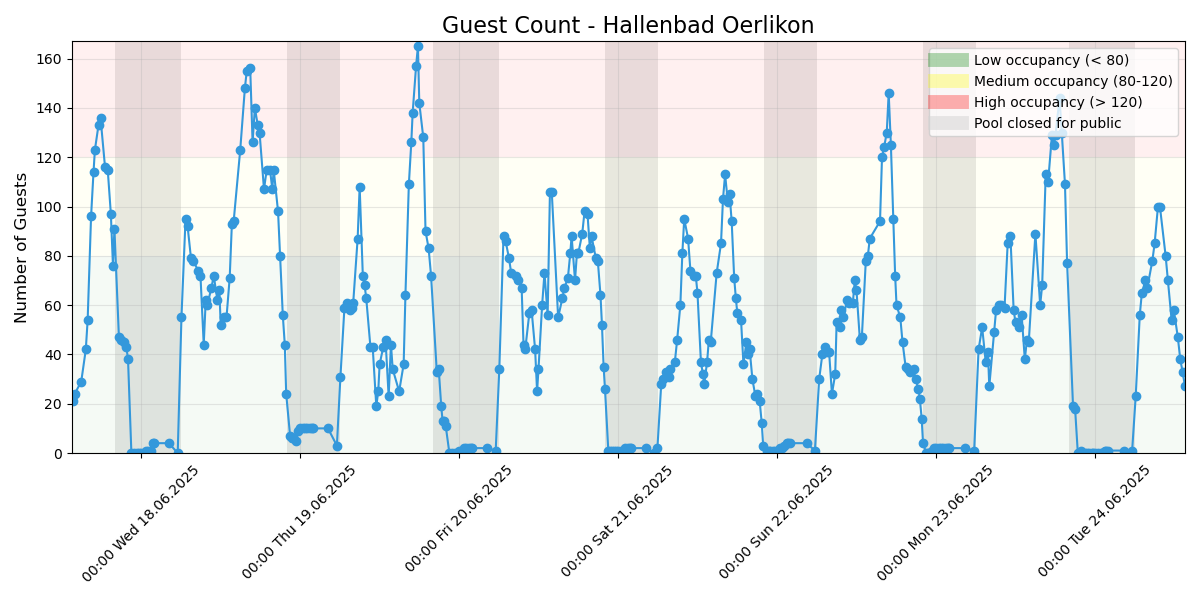 Guest Count - Hallenbad Oerlikon
Number of Guests
160
140
120
100
80
60
40
20
0
Low occupancy (< 80)
Medium occupancy (80-120)
High occupancy (> 120)
Pool closed for public
00:00 Wed 18.06.2025
00:00 Thu 19.06.2025
00:00 Fri 20.06.2025
00:00 Sat 21.06.2025
00:00 Sun 22.06.2025
00:00 Mon 23.06.2025
00:00 Tue 24.06.2025